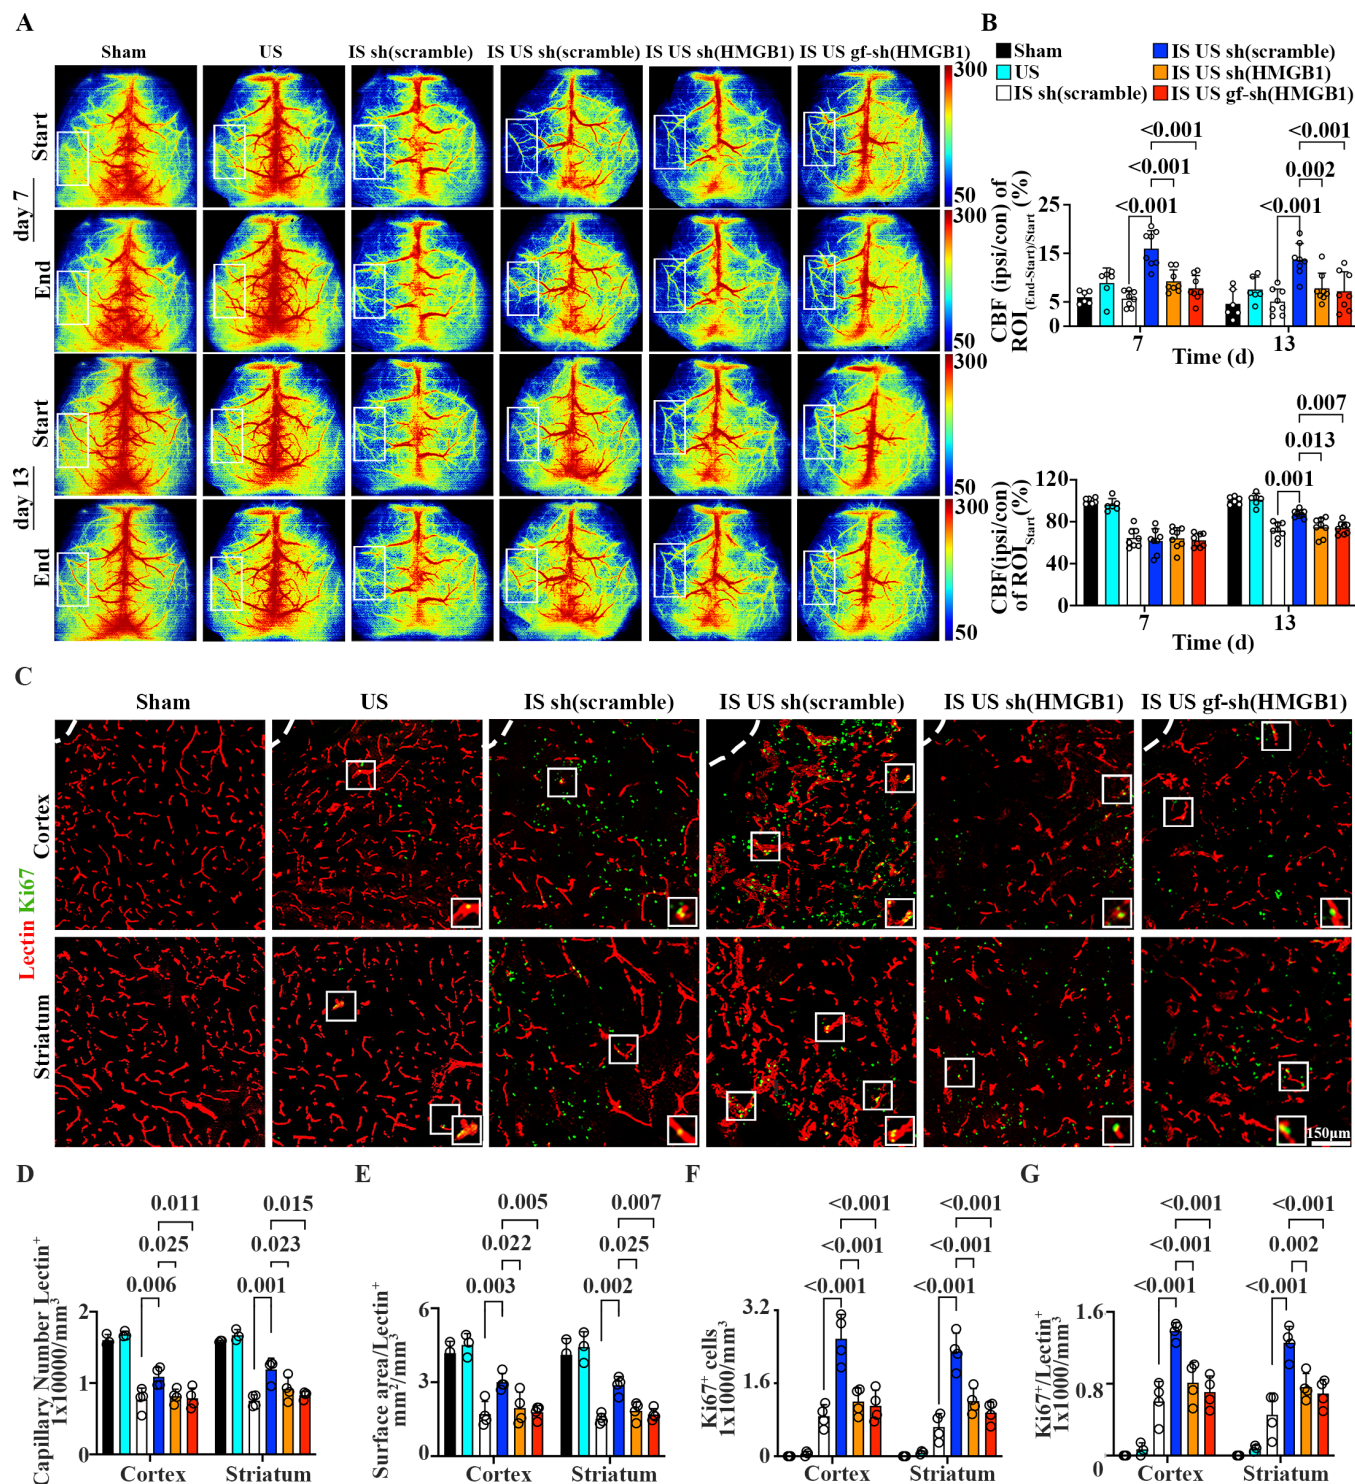 A
Sham
US
IS sh(scramble)
IS US sh(scramble)
IS US sh(HMGB1)
IS US gf-sh(HMGB1)
day 7
Start
End
day 13
Start
End
300
50
300
50
300
50
300
50
B
Sham
US
IS sh(scramble)
IS US sh(scramble)
IS US sh(HMGB1)
IS US gf-sh(HMGB1)
CBF (ipsi/con) of
ROI(End-Start)/Start (%)
25
15
5
0
<0.001
<0.001
<0.001
<0.001
0.002
<0.001
7
13
Time (d)
CBF(ipsi/con)
of ROIStart (%)
120
80
40
0
0.007
0.013
0.001
7
13
Time (d)
C
Sham
US
IS sh(scramble)
IS US sh(scramble)
IS US sh(HMGB1)
IS US gf-sh(HMGB1)
Lectin Ki67
Cortex
Striatum
150μm
D
Capillary Number Lectin+
1x100000/mm3
2
1
0
0.011
0.025
0.006
0.015
0.023
0.001
Cortex
Striatum
E
Surface area/Lectin+
mm2/mm3
6
3
0
0.005
0.022
0.003
0.007
0.025
0.002
Cortex
Striatum
F
Ki67+ cells
1x1000/mm3
3.2
1.6
0
<0.001
<0.001
<0.001
<0.001
<0.001
<0.001
Cortex
Striatum
G
Ki67+/Lectin+
1x1000/mm3
1.6
0.8
0
<0.001
<0.001
<0.001
<0.001
0.002
<0.001
Cortex
Striatum